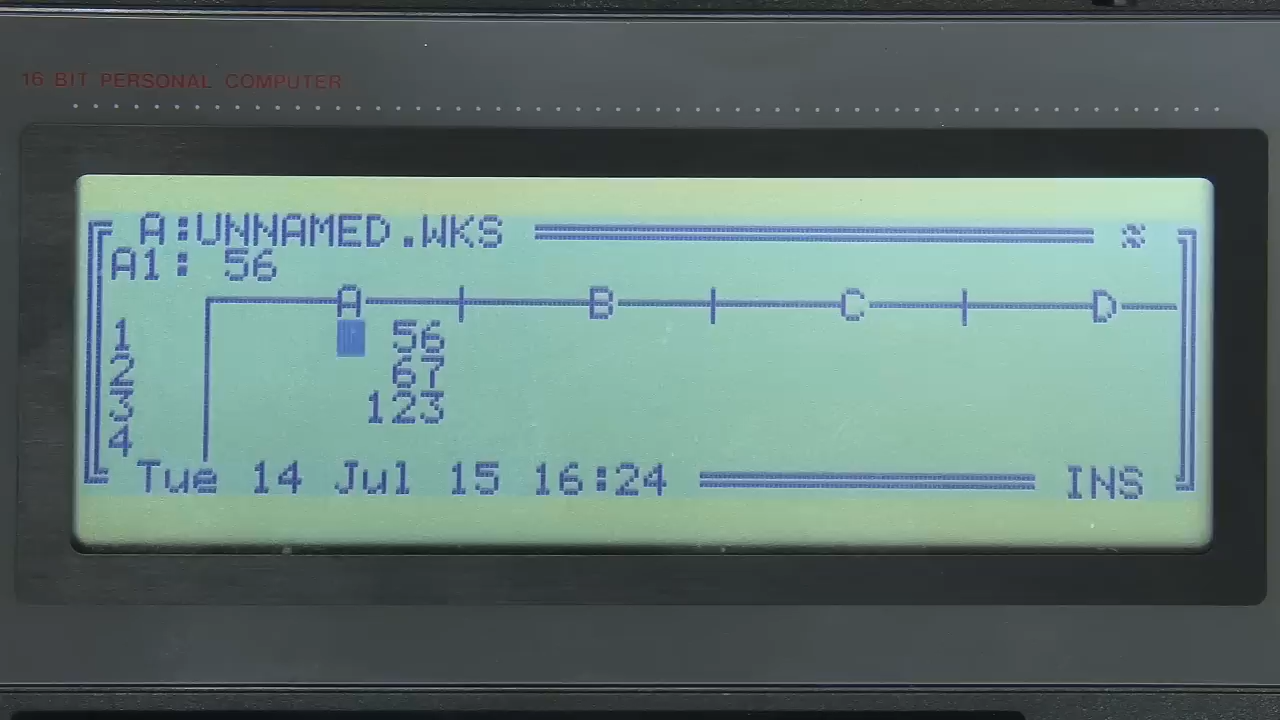 16 BIT PERSONAL COMPUTER
A:UNNAMED.WKS ≈
A1: 56
A B C D
1 56
2 67
3 123
4
Tue 14 Jul 15 16:24 INS